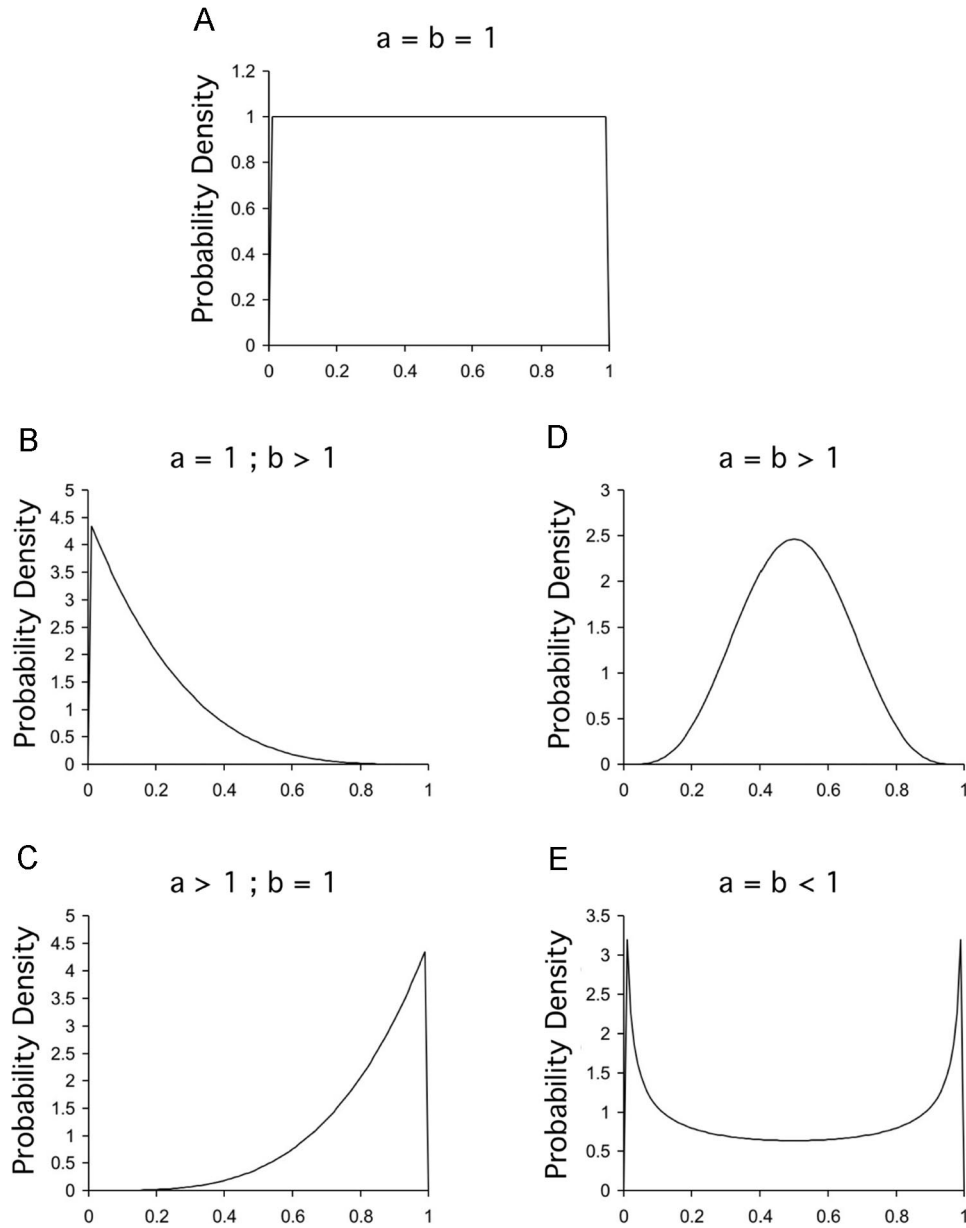 A
a = b = 1
Probability Density
1.2
1
0.8
0.6
0.4
0.2
0
0 0.2 0.4 0.6 0.8 1
B
a = 1 ; b > 1
Probability Density
5
4.5
4
3.5
3
2.5
2
1.5
1
0.5
0
0 0.2 0.4 0.6 0.8 1
D
a = b > 1
Probability Density
3
2.5
2
1.5
1
0.5
0
0 0.2 0.4 0.6 0.8 1
C
a > 1 ; b = 1
Probability Density
5
4.5
4
3.5
3
2.5
2
1.5
1
0.5
0
0 0.2 0.4 0.6 0.8 1
E
a = b < 1
Probability Density
3.5
3
2.5
2
1.5
1
0.5
0
0 0.2 0.4 0.6 0.8 1